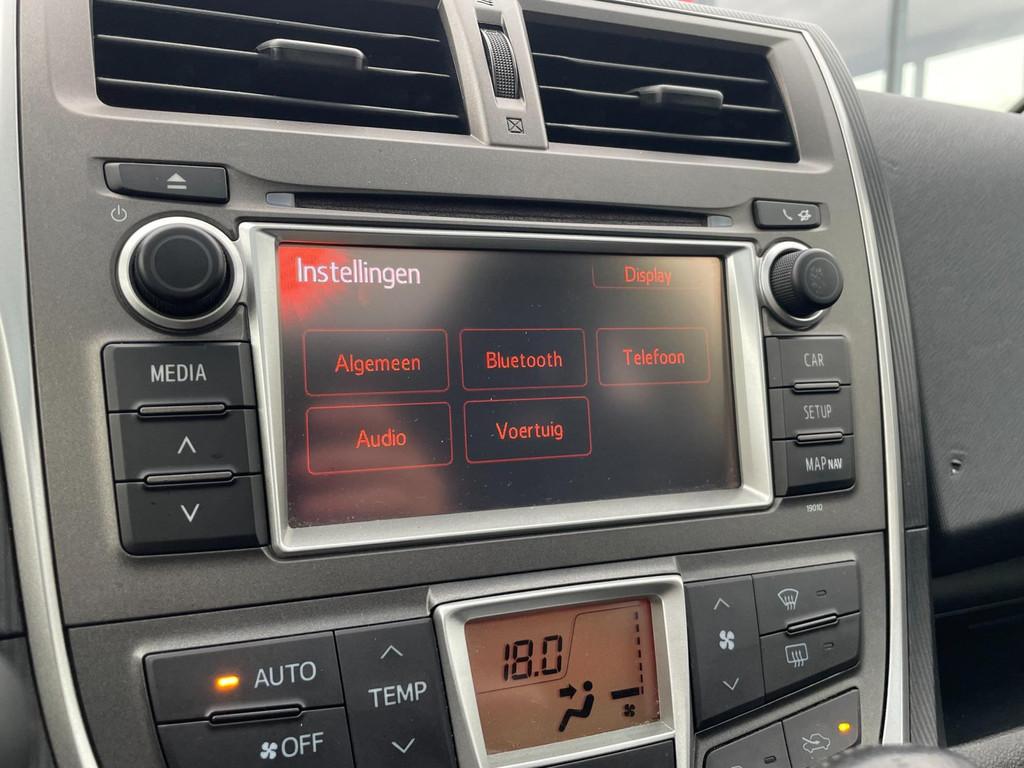 Instellingen
Display
Algemeen
Bluetooth
Telefoon
Audio
Voertuig
MEDIA
CAR
SETUP
MAP NAV
19010
AUTO
OFF
TEMP
18.0